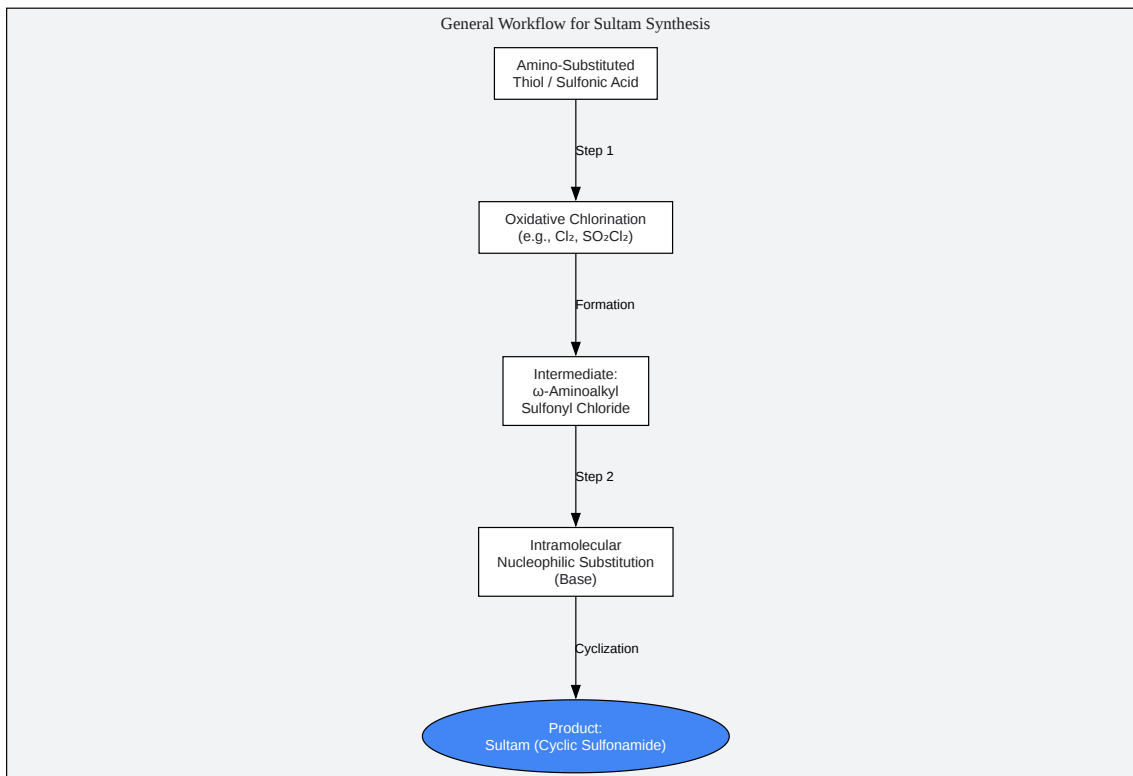 General Workflow for Sultam Synthesis
Amino-Substituted
Thiol / Sulfonic Acid
Step 1
Oxidative Chlorination
(e.g., Cl₂, SO₂Cl₂)
Formation
Intermediate:
ω-Aminoalkyl
Sulfonyl Chloride
Step 2
Intramolecular
Nucleophilic Substitution
(Base)
Cyclization
Product:
Sultam (Cyclic Sulfonamide)